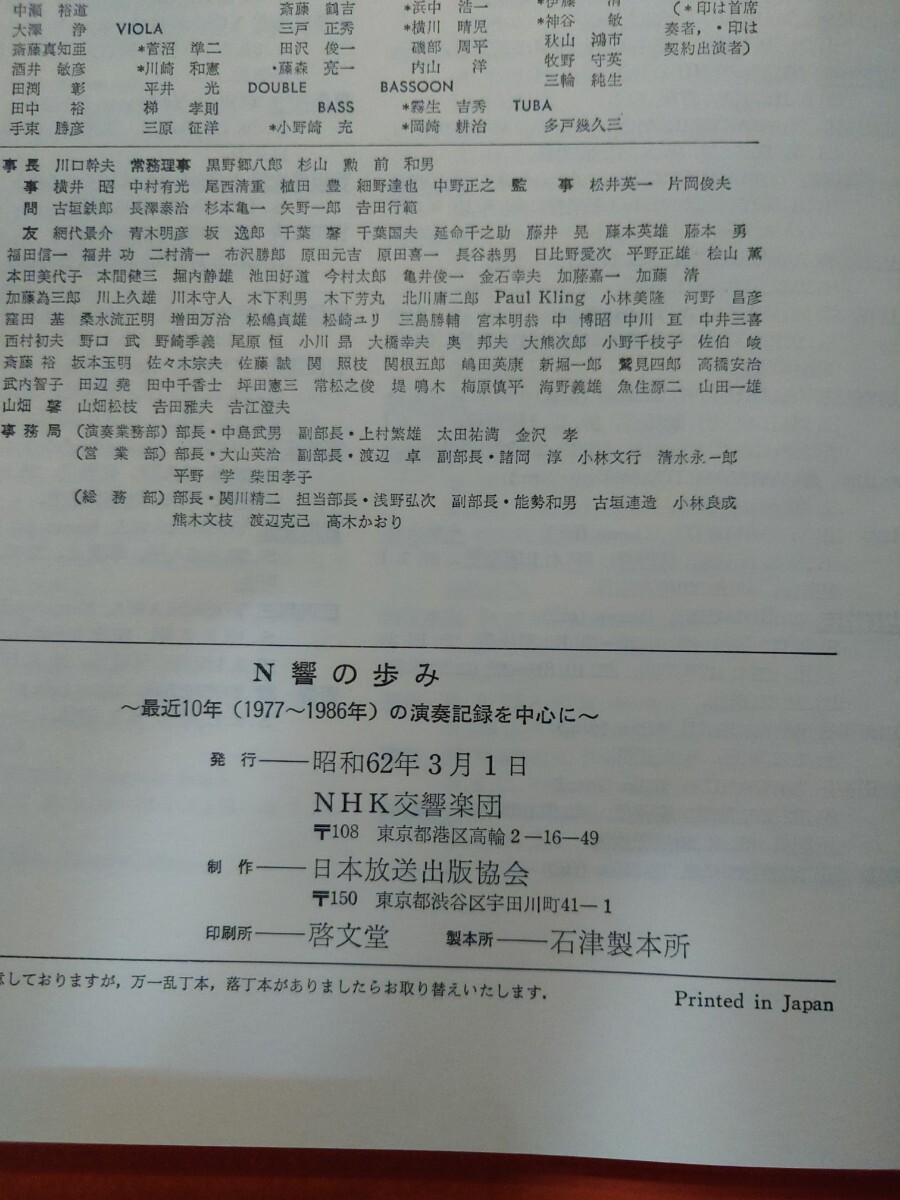 中瀬 裕道 斎藤 鶴吉 *浜中 浩一 *伊藤 清 (*印は首席
大澤 浄 VIOLA 三戸 正秀 *横川 晴児 *神谷 敏 奏者，・印は
斎藤真知亜 *菅沼 準二 田沢 俊一 磯部 周平 秋山 鴻市 契約出演者)
酒井 敏彦 *川崎 和憲 ・藤森 亮一 内山 洋 牧野 守英
田渕 彰 平井 光 DOUBLE BASSOON 三輪 純生
田中 裕 梯 孝則 BASS *霧生 吉秀 TUBA
手束 勝彦 三原 征洋 *小野崎 充 *岡崎 耕治 多戸幾久三
事長 川口幹夫 常務理事 黒野郷八郎 杉山 勲 前 和男
事 横井 昭 中村有光 尾西清重 植田 豊 細野達也 中野正之 監 事 松井英一 片岡俊夫
問 古垣鉄郎 長澤泰治 杉本亀一 矢野一郎 吉田行範
友 網代景介 青木明彦 坂 逸郎 千葉 馨 千葉国夫 延命千之助 藤井 晃 藤本英雄 藤本 勇
福田信一 福井 功 二村清一 布沢勝郎 原田元吉 原田喜一 長谷恭男 日比野愛次 平野正雄 桧山 薫
本田美代子 本間健三 堀内静雄 池田好道 今村太郎 亀井俊一 金石幸夫 加藤嘉一 加藤 清
加藤為三郎 川上久雄 川本守人 木下利男 木下芳丸 北川庸二郎 Paul Kling 小林美隆 河野 昌彦
窪田 基 桑水流正明 増田万治 松嶋貞雄 松崎ユリ 三島勝輔 宮本明恭 中 博昭 中川 亙 中井三喜
西村初夫 野口 武 野崎季義 尾原 恒 小川 昂 大橋幸夫 奥 邦夫 大熊次郎 小野千枝子 佐伯 峻
斎藤 裕 坂本玉明 佐々木宗夫 佐藤 誠 関 照枝 関根五郎 嶋田英康 新堀一郎 鷲見四郎 高橋安治
武内智子 田辺 堯 田中千香士 坪田憲三 常松之俊 堤 鳴木 梅原慎平 海野義雄 魚住源二 山田一雄
山畑 馨 山畑松枝 吉田雅夫 吉江澄夫
事務局 (演奏業務部) 部長・中島武男 副部長・上村繁雄 太田祐満 金沢 孝
(営 業 部) 部長・大山英治 副部長・渡辺 卓 副部長・諸岡 淳 小林文行 清水永一郎
平野 学 柴田孝子
(総 務 部) 部長・関川精二 担当部長・浅野弘次 副部長・能勢和男 古垣連造 小林良成
熊木文枝 渡辺克己 高木かおり
N響の歩み
〜最近10年（1977〜1986年）の演奏記録を中心に〜
発 行——昭和62年3月1日
NHK交響楽団
〒108 東京都港区高輪2—16—49
制 作——日本放送出版協会
〒150 東京都渋谷区宇田川町41—1
印刷所——啓文堂 製本所——石津製本所
しておりますが，万一乱丁本，落丁本がありましたらお取り替えいたします．
Printed in Japan